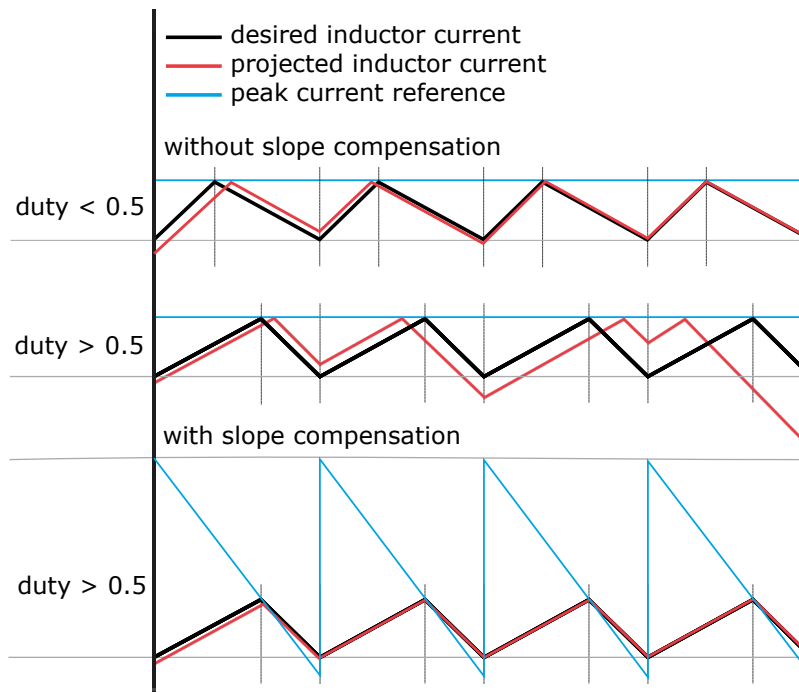 desired inductor current
projected inductor current
peak current reference
without slope compensation
duty < 0.5
duty > 0.5
with slope compensation
duty > 0.5